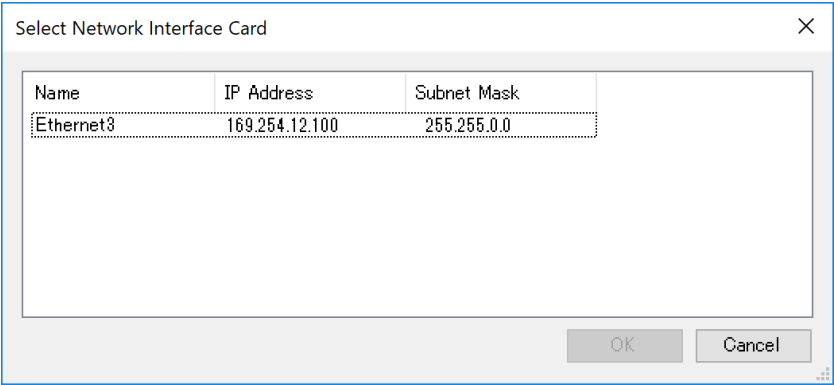 Select Network Interface Card
Name IP Address Subnet Mask
Ethernet3 169.254.12.100 255.255.0.0
OK Cancel